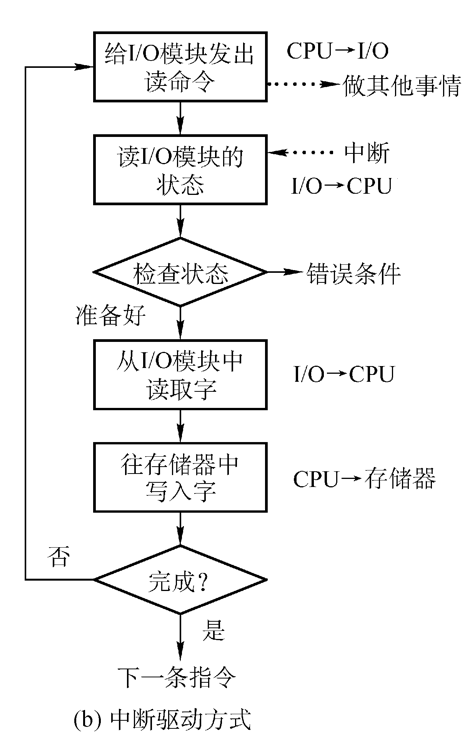 给I/O模块发出
读命令
CPU→I/O
做其他事情
读I/O模块的
状态
中断
I/O→CPU
检查状态
错误条件
准备好
从I/O模块中
读取字
I/O→CPU
往存储器中
写入字
CPU→存储器
否
完成？
是
下一条指令
(b) 中断驱动方式